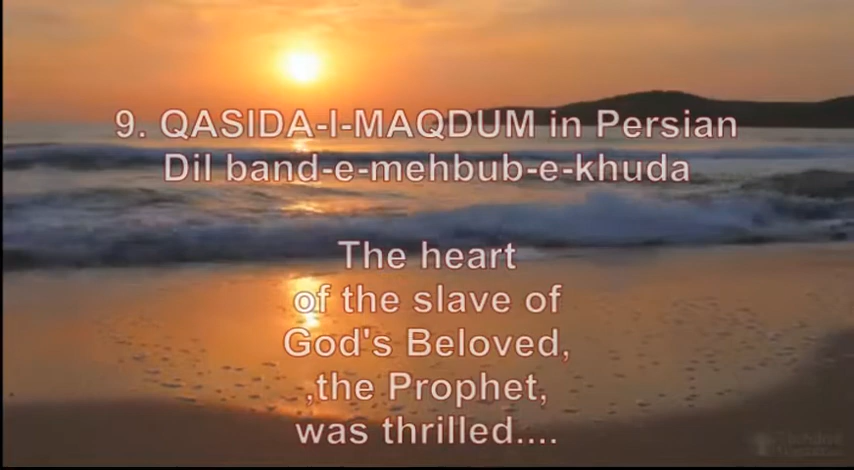 9. QASIDA-I-MAQDUM in Persian
Dil band-e-mehbub-e-khuda
The heart
of the slave of
God's Beloved,
,the Prophet,
was thrilled....